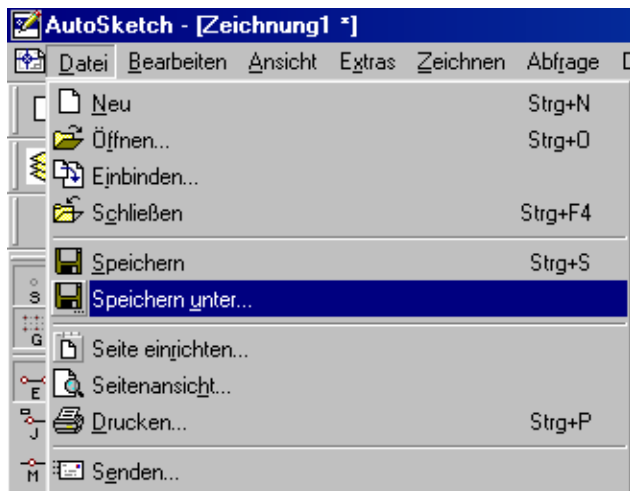 AutoSketch - [Zeichnung1 *]
Datei Bearbeiten Ansicht Extras Zeichnen Abfrage D
Neu Strg+N
Öffnen... Strg+O
Einbinden...
Schließen Strg+F4
Speichern Strg+S
S
Speichern unter...
G
Seite einrichten...
E
Seitenansicht...
J
Drucken... Strg+P
M
Senden...